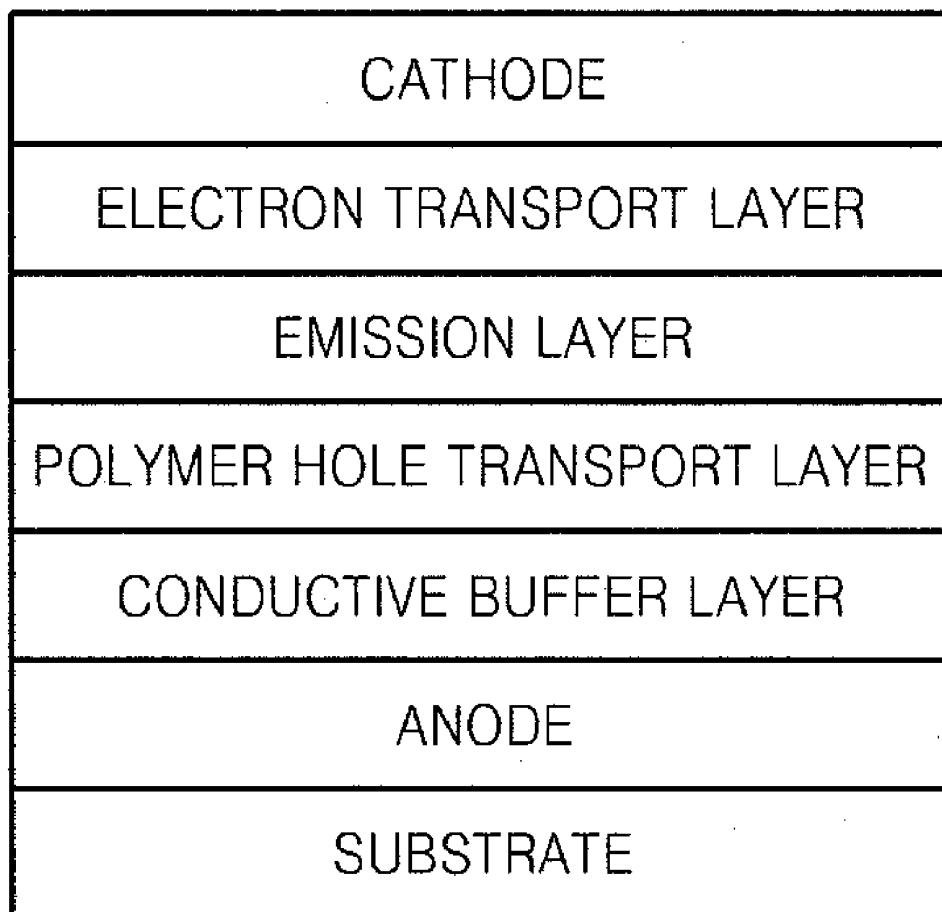 CATHODE
ELECTRON TRANSPORT LAYER
EMISSION LAYER
POLYMER HOLE TRANSPORT LAYER
CONDUCTIVE BUFFER LAYER
ANODE
SUBSTRATE